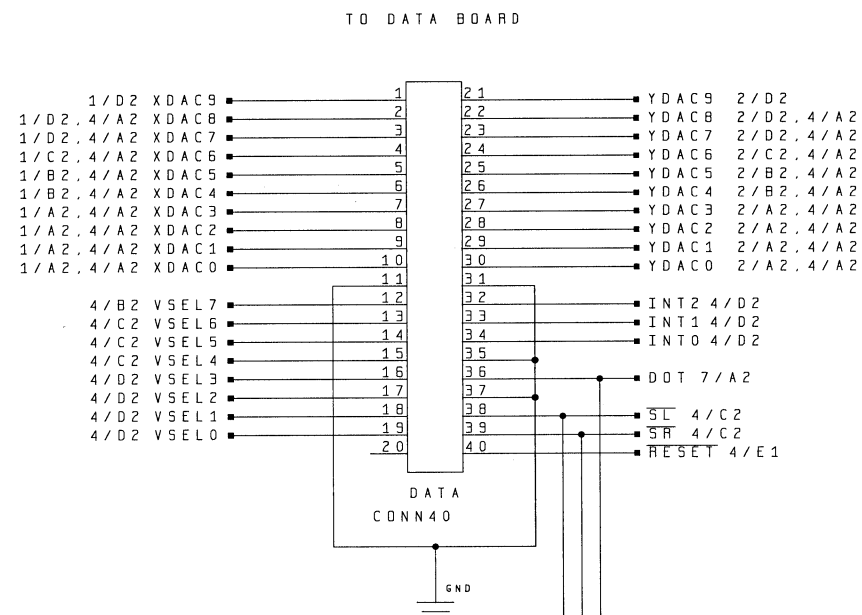 TO DATA BOARD
1/D2 XDAC9 1 21 YDAC9 2/D2
1/D2,4/A2 XDAC8 2 22 YDAC8 2/D2,4/A2
1/D2,4/A2 XDAC7 3 23 YDAC7 2/D2,4/A2
1/C2,4/A2 XDAC6 4 24 YDAC6 2/C2,4/A2
1/B2,4/A2 XDAC5 5 25 YDAC5 2/B2,4/A2
1/B2,4/A2 XDAC4 6 26 YDAC4 2/B2,4/A2
1/A2,4/A2 XDAC3 7 27 YDAC3 2/A2,4/A2
1/A2,4/A2 XDAC2 8 28 YDAC2 2/A2,4/A2
1/A2,4/A2 XDAC1 9 29 YDAC1 2/A2,4/A2
1/A2,4/A2 XDAC0 10 30 YDAC0 2/A2,4/A2
11 31
4/B2 VSEL7 12 32 INT2 4/D2
4/C2 VSEL6 13 33 INT1 4/D2
4/C2 VSEL5 14 34 INT0 4/D2
4/C2 VSEL4 15 35
4/D2 VSEL3 16 36 DOT 7/A2
4/D2 VSEL2 17 37
4/D2 VSEL1 18 38 SL 4/C2
4/D2 VSEL0 19 39 SR 4/C2
20 40 RESET 4/E1
DATA
CONN40
GND